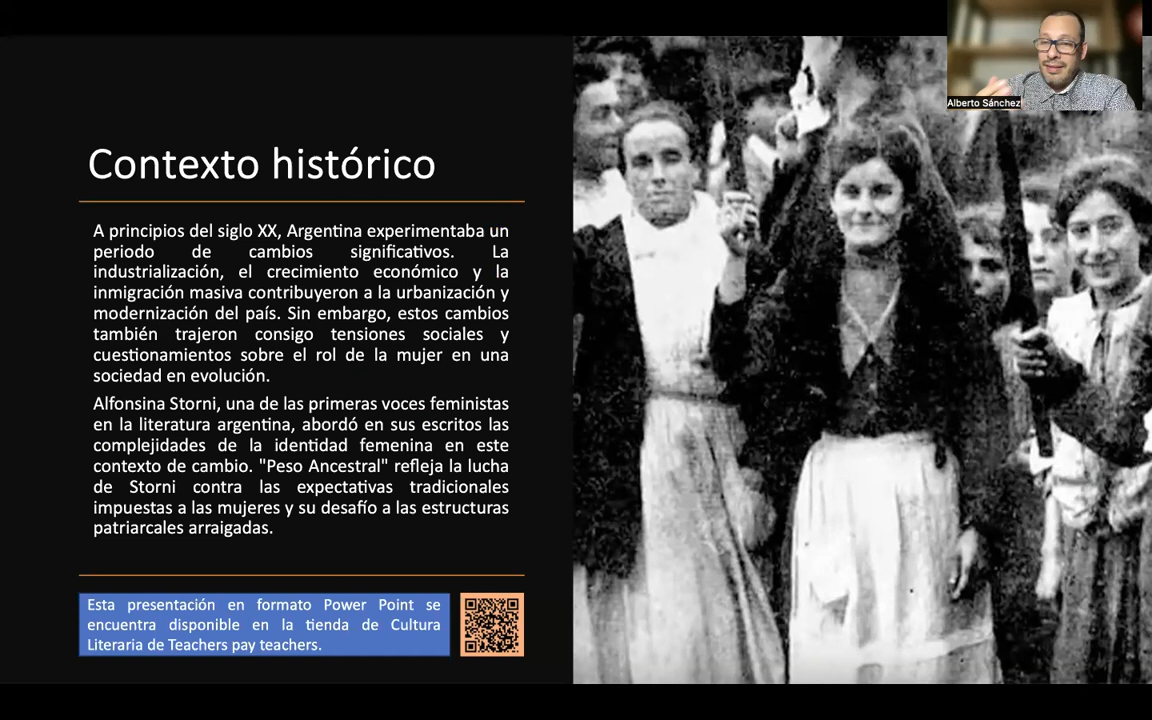 Alberto Sánchez
Contexto histórico
A principios del siglo XX, Argentina experimentaba un
periodo de cambios significativos. La
industrialización, el crecimiento económico y la
inmigración masiva contribuyeron a la urbanización y
modernización del país. Sin embargo, estos cambios
también trajeron consigo tensiones sociales y
cuestionamientos sobre el rol de la mujer en una
sociedad en evolución.
Alfonsina Storni, una de las primeras voces feministas
en la literatura argentina, abordó en sus escritos las
complejidades de la identidad femenina en este
contexto de cambio. "Peso Ancestral" refleja la lucha
de Storni contra las expectativas tradicionales
impuestas a las mujeres y su desafío a las estructuras
patriarcales arraigadas.
Esta presentación en formato Power Point se
encuentra disponible en la tienda de Cultura
Literaria de Teachers pay teachers.